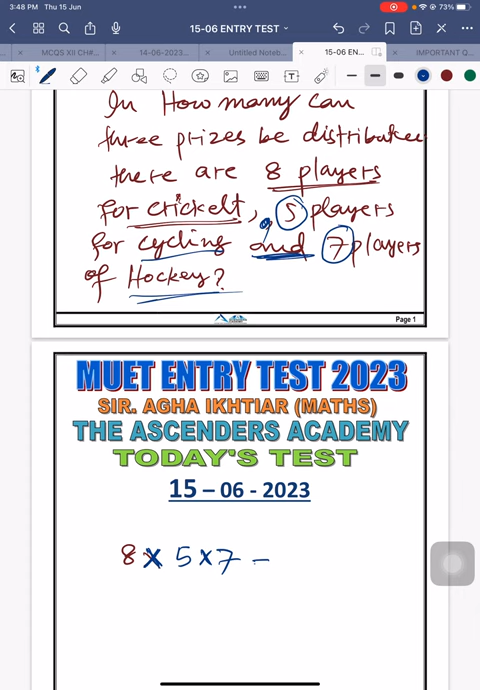 3:48 PM Thu 15 Jun
73%
15-06 ENTRY TEST
MCQS XII CH#...
14-06-2023...
Untitled Noteb...
15-06 EN...
IMPORTANT Q...
In How many can
three prizes be distribute
there are 8 players
for crickelt, 5 players
for cycling and 7 players
of Hockey?
Page 1
MUET ENTRY TEST 2023
SIR. AGHA IKHTIAR (MATHS)
THE ASCENDERS ACADEMY
TODAY'S TEST
15 – 06 - 2023
8 x 5 x 7 =